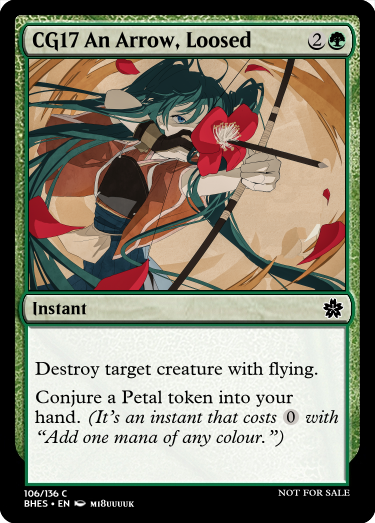 CG17 An Arrow, Loosed 2
Instant
Destroy target creature with flying.
Conjure a Petal token into your
hand. (It's an instant that costs 0 with
“Add one mana of any colour.”)
106/136 C NOT FOR SALE
BHES • EN M18UUUUK